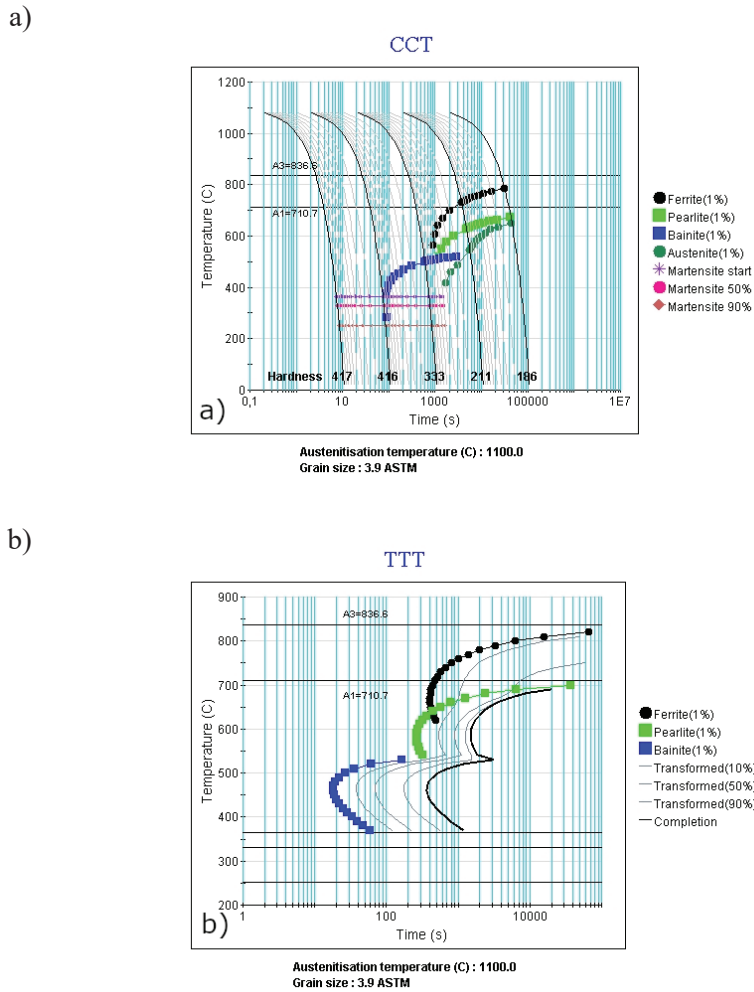 a)
CCT
1200
1000
A3=836.6
800
A1=710.7
600
400
200
0
Temperature (C)
Hardness 417 416 333 211 186
a)
0,1 10 1000 100000 1E7
Time (s)
Ferrite(1%)
Pearlite(1%)
Bainite(1%)
Austenite(1%)
Martensite start
Martensite 50%
Martensite 90%
Austenitisation temperature (C) : 1100.0
Grain size : 3.9 ASTM
b)
TTT
900
A3=836.6
800
700
A1=710.7
600
500
400
300
200
Temperature (C)
b)
1 100 10000
Time (s)
Ferrite(1%)
Pearlite(1%)
Bainite(1%)
Transformed(10%)
Transformed(50%)
Transformed(90%)
Completion
Austenitisation temperature (C) : 1100.0
Grain size : 3.9 ASTM